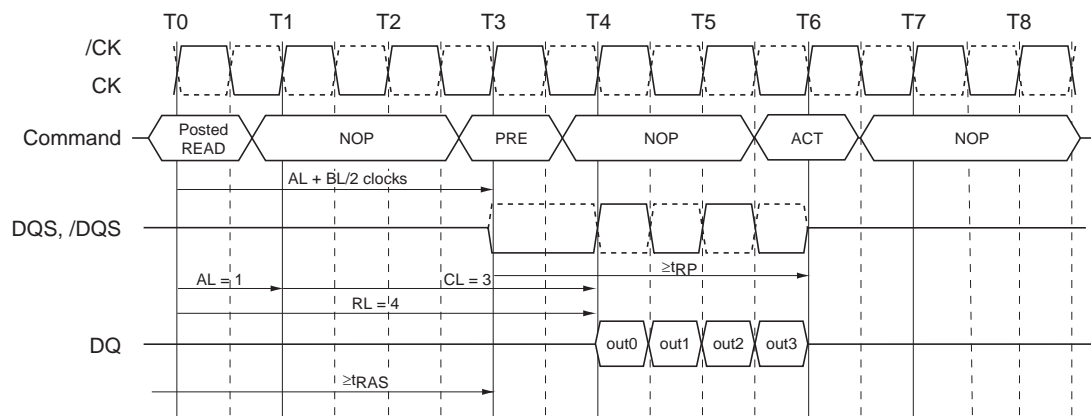 T0 T1 T2 T3 T4 T5 T6 T7 T8
/CK
CK
Command
Posted
READ
NOP PRE NOP ACT NOP
AL + BL/2 clocks
DQS, /DQS
≥tRP
AL = 1 CL = 3
RL = 4
DQ out0 out1 out2 out3
≥tRAS